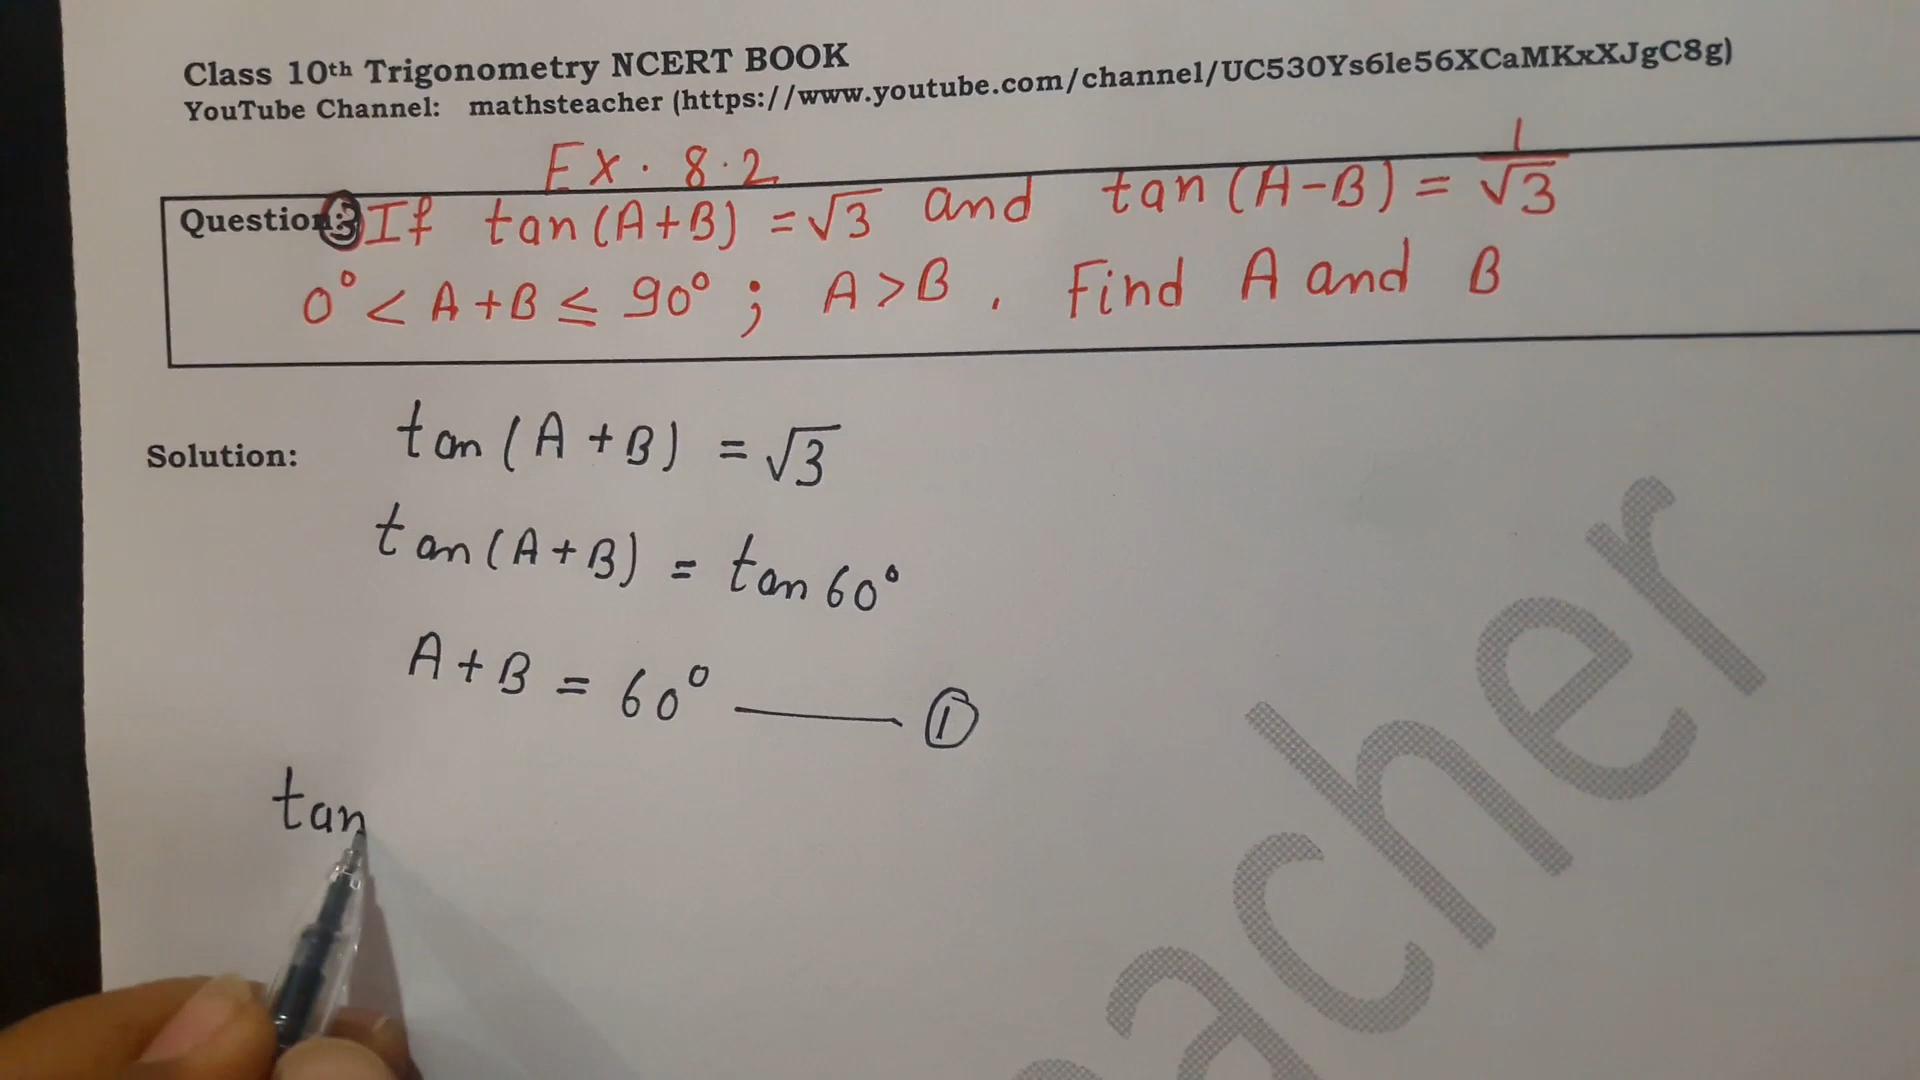 Class 10th Trigonometry NCERT BOOK
YouTube Channel: mathsteacher (https://www.youtube.com/channel/UC530Ys6le56XCaMKxXJgC8g)
Ex. 8.2
Question:3 If tan(A+B) = √3 and tan(A-B) = 1/√3
0° < A+B ≤ 90° ; A>B . Find A and B
Solution: tan(A+B) = √3
tan(A+B) = tan 60°
A+B = 60° —— ①
tan
acher